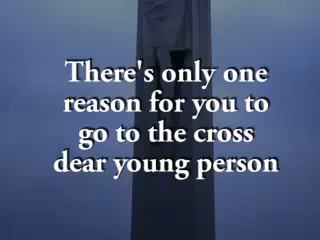 There's only one
reason for you to
go to the cross
dear young person